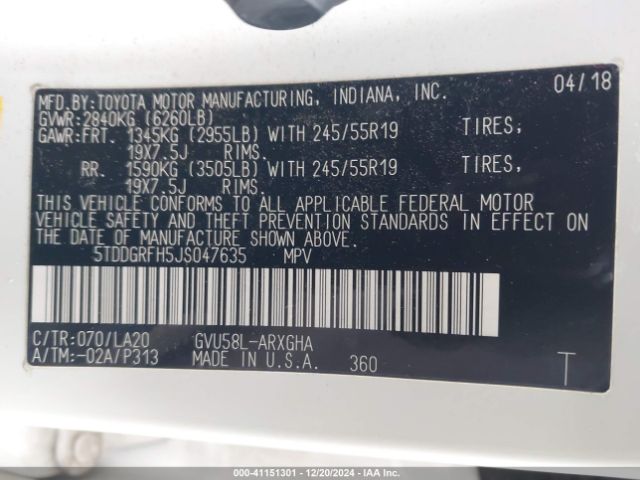 MFD.BY:TOYOTA MOTOR MANUFACTURING, INDIANA, INC. 04/18
GVWR:2840KG (6260LB)
GAWR:FRT. 1345KG (2955LB) WITH 245/55R19 TIRES,
19X7.5J RIMS.
RR. 1590KG (3505LB) WITH 245/55R19 TIRES,
19X7.5J RIMS.
THIS VEHICLE CONFORMS TO ALL APPLICABLE FEDERAL MOTOR
VEHICLE SAFETY AND THEFT PREVENTION STANDARDS IN EFFECT ON
THE DATE OF MANUFACTURE SHOWN ABOVE.
5TDDGRFH5JS047635 MPV
C/TR:070/LA20 GVU58L-ARXGHA
A/TM:-02A/P313 MADE IN U.S.A. 360 T
000-41151301 - 12/20/2024 - IAA Inc.